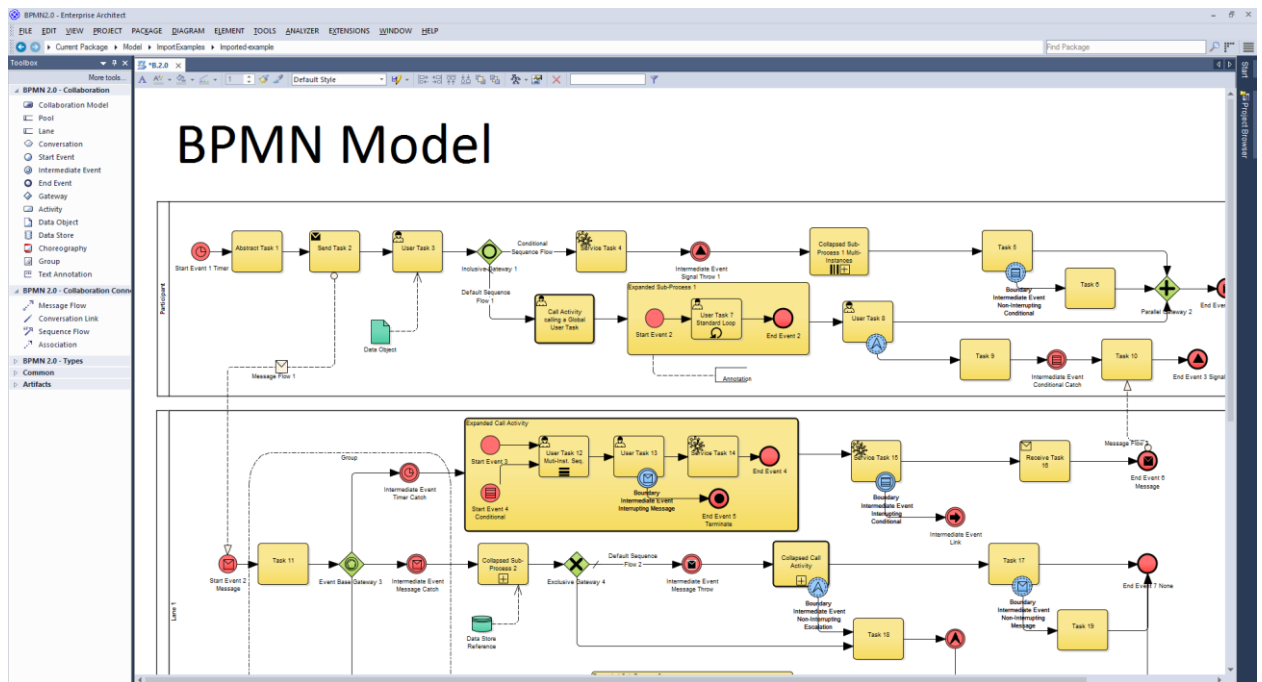 BPMN2.0 - Enterprise Architect
FILE EDIT VIEW PROJECT PACKAGE DIAGRAM ELEMENT TOOLS ANALYZER EXTENSIONS WINDOW HELP
Current Package Model ImportExamples Imported-example
Find Package
Toolbox
*B.2.0
More tools...
1
Default Style
Start
Project Browser
BPMN 2.0 - Collaboration
Collaboration Model
Pool
Lane
Conversation
Start Event
Intermediate Event
End Event
Gateway
Activity
Data Object
Data Store
Choreography
Group
Text Annotation
BPMN 2.0 - Collaboration Conn
Message Flow
Conversation Link
Sequence Flow
Association
BPMN 2.0 - Types
Common
Artifacts
BPMN Model
Participant
Start Event 1 Timer
Abstract Task 1
Send Task 2
User Task 3
Inclusive Gateway 1
Conditional
Sequence Flow
Service Task 4
Intermediate Event
Signal Throw 1
Collapsed Sub-
Process 1 Multi-
Instances
Task 5
Boundary
Intermediate Event
Non-Interrupting
Conditional
Task 6
Parallel Gateway 2
End Even
Default Sequence
Flow 1
Call Activity
calling a Global
User Task
Expanded Sub-Process 1
Start Event 2
User Task 7
Standard Loop
End Event 2
User Task 8
Task 9
Intermediate Event
Conditional Catch
Task 10
End Event 3 Signal
Data Object
Message Flow 1
Annotation
Lane 1
Group
Expanded Call Activity
Start Event 3
User Task 12
Muti-Inst. Seq.
User Task 13
Service Task 14
End Event 4
Start Event 4
Conditional
Boundary
Intermediate Event
Interrupting Message
End Event 5
Terminate
Intermediate Event
Timer Catch
Service Task 15
Boundary
Intermediate Event
Interrupting
Conditional
Intermediate Event
Link
Receive Task
16
Message Flow
End Event 6
Message
Start Event 2
Message
Task 11
Event Base Gateway 3
Intermediate Event
Message Catch
Collapsed Sub-
Process 2
Exclusive Gateway 4
Default Sequence
Flow 2
Intermediate Event
Message Throw
Collapsed Call
Activity
Boundary
Intermediate Event
Non-Interrupting
Escalation
Task 17
Boundary
Intermediate Event
Non-Interrupting
Message
End Event 7 None
Data Store
Reference
Task 18
Task 19